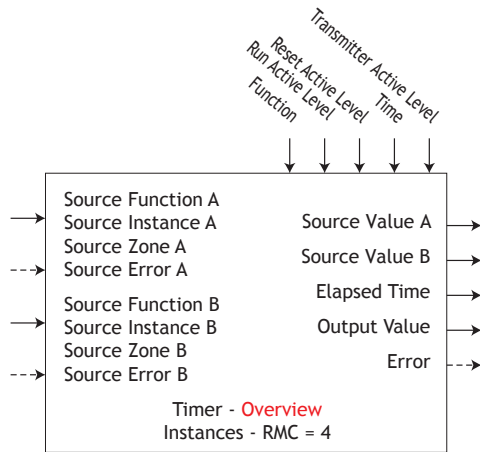 Function
Run Active Level
Reset Active Level
Time
Transmitter Active Level
Source Function A
Source Instance A
Source Zone A
Source Error A
Source Function B
Source Instance B
Source Zone B
Source Error B
Source Value A
Source Value B
Elapsed Time
Output Value
Error
Timer - Overview
Instances - RMC = 4